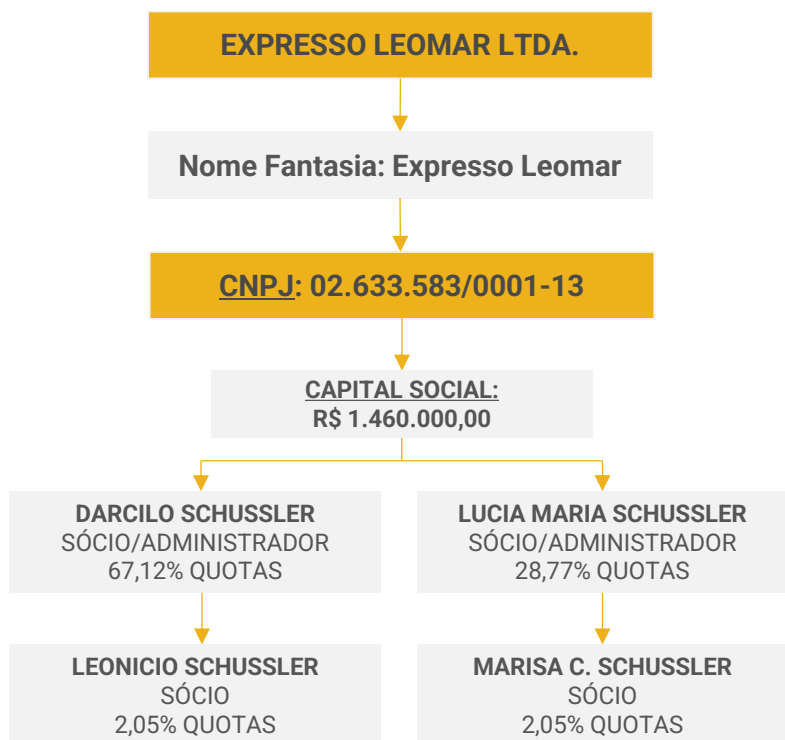 EXPRESSO LEOMAR LTDA.
Nome Fantasia: Expresso Leomar
CNPJ: 02.633.583/0001-13
CAPITAL SOCIAL:
R$ 1.460.000,00
DARCILO SCHUSSLER
SÓCIO/ADMINISTRADOR
67,12% QUOTAS
LUCIA MARIA SCHUSSLER
SÓCIO/ADMINISTRADOR
28,77% QUOTAS
LEONICIO SCHUSSLER
SÓCIO
2,05% QUOTAS
MARISA C. SCHUSSLER
SÓCIO
2,05% QUOTAS